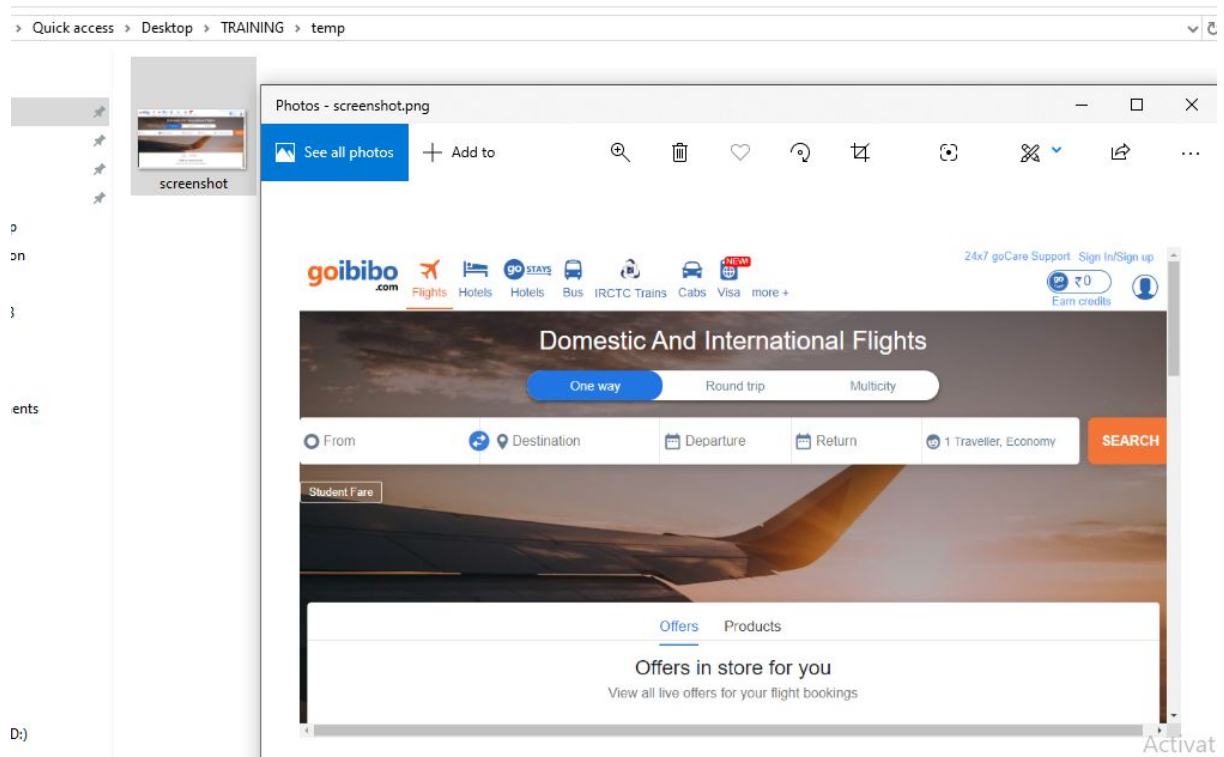 > Quick access > Desktop > TRAINING > temp
Photos - screenshot.png
See all photos
Add to
screenshot
p
on
3
ents
D:)
24x7 goCare Support Sign In/Sign up
goibibo
.com
go STAYS
NEW!
Flights Hotels Hotels Bus IRCTC Trains Cabs Visa more +
go
₹0
Earn credits
Domestic And International Flights
One way Round trip Multicity
From Destination Departure Return 1 Traveller, Economy SEARCH
Student Fare
Offers Products
Offers in store for you
View all live offers for your flight bookings
Activat